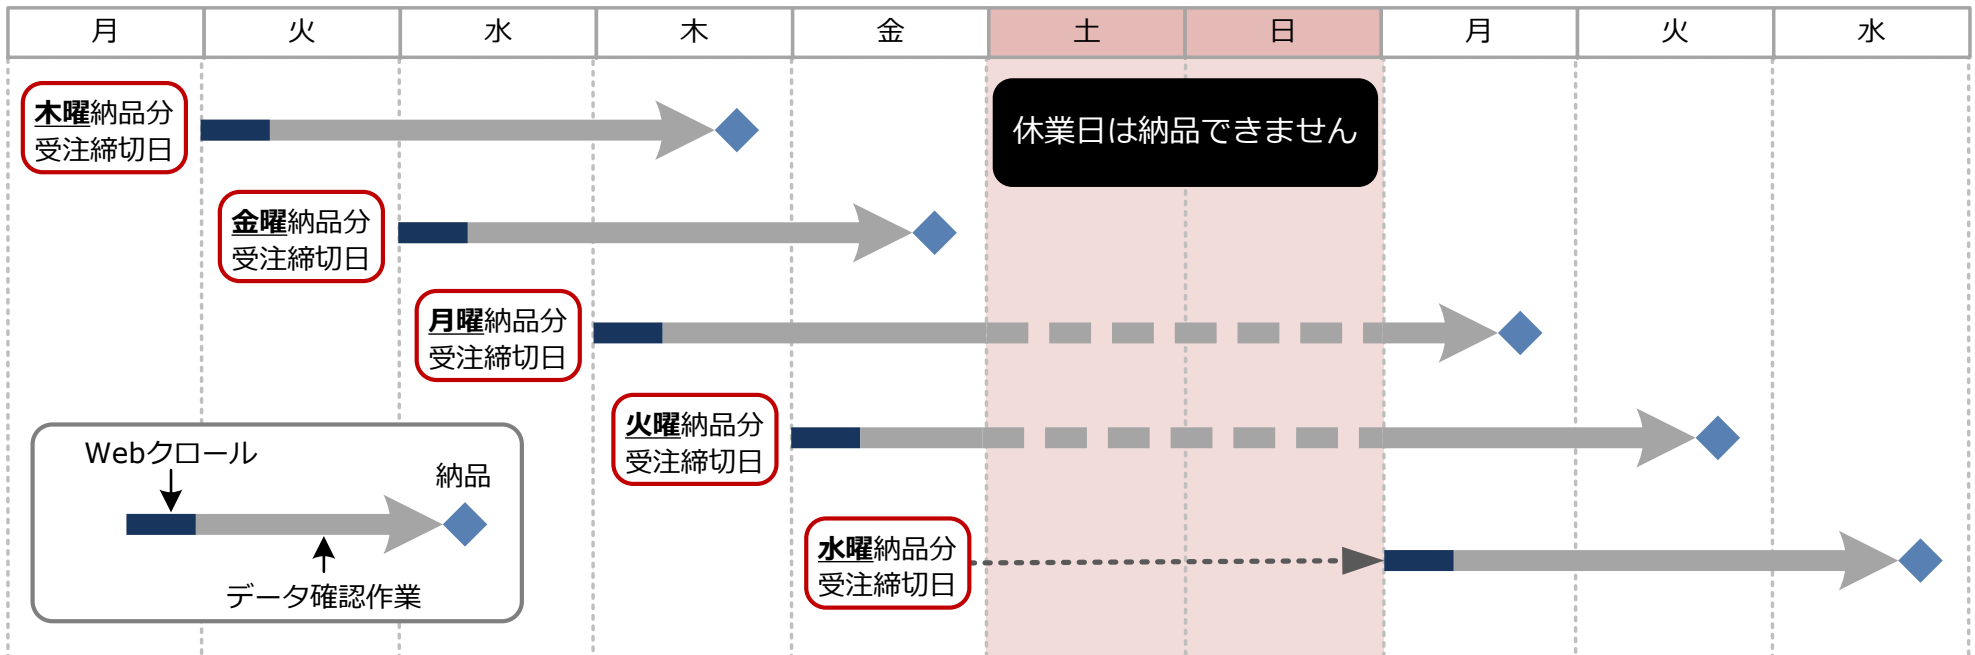 月 火 水 木 金 土 日 月 火 水
木曜納品分
受注締切日
休業日は納品できません
金曜納品分
受注締切日
月曜納品分
受注締切日
火曜納品分
受注締切日
水曜納品分
受注締切日
Webクロール
納品
データ確認作業